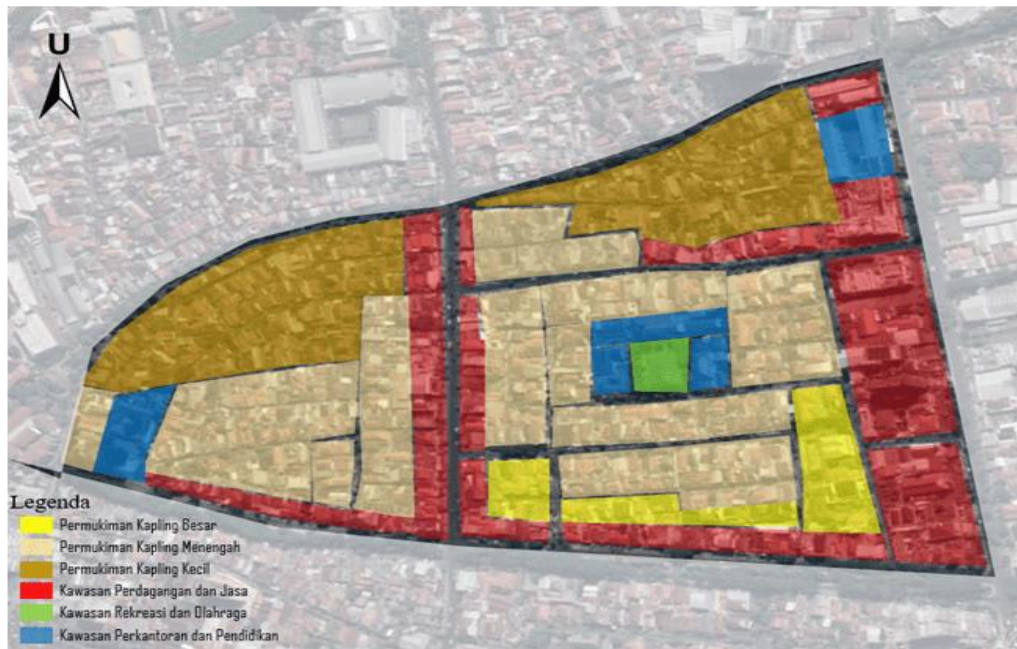 U
Legenda
Permukiman Kapling Besar
Permukiman Kapling Menengah
Permukiman Kapling Kecil
Kawasan Perdagangan dan Jasa
Kawasan Rekreasi dan Olahraga
Kawasan Perkantoran dan Pendidikan